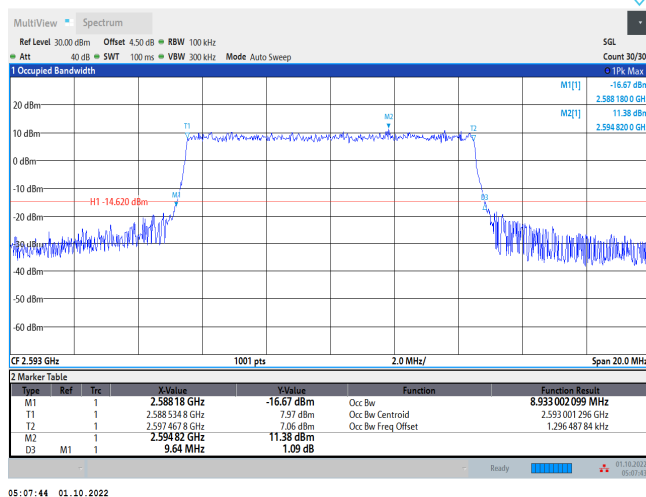 MultiView Spectrum
Ref Level 30.00 dBm Offset 4.50 dB RBW 100 kHz SGL
Att 40 dB SWT 100 ms VBW 300 kHz Mode Auto Sweep Count 30/30
1 Occupied Bandwidth 1Pk Max
M1[1] -16.67 dBm
2.588 180 0 GH
M2[1] 11.38 dBm
2.594 820 0 GH
20 dBm
M2
T1 T2
10 dBm
0 dBm
-10 dBm
M1 D3
H1 -14.620 dBm
-20 dBm
-30 dBm
-40 dBm
-50 dBm
-60 dBm
CF 2.593 GHz 1001 pts 2.0 MHz/ Span 20.0 MHz
2 Marker Table
Type Ref Trc X-Value Y-Value Function Function Result
M1 1 2.588 18 GHz -16.67 dBm Occ Bw 8.933 002 099 MHz
T1 1 2.588 534 8 GHz 7.97 dBm Occ Bw Centroid 2.593 001 296 GHz
T2 1 2.597 467 8 GHz 7.06 dBm Occ Bw Freq Offset 1.296 487 84 kHz
M2 1 2.594 82 GHz 11.38 dBm
D3 M1 1 9.64 MHz 1.09 dB
Ready 01.10.2022
05:07:43
05:07:44 01.10.2022